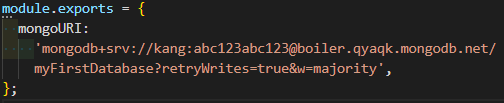 module.exports = {
mongoURI:
'mongodb+srv://kang:abc123abc123@boiler.qyaqk.mongodb.net/
myFirstDatabase?retryWrites=true&w=majority',
};